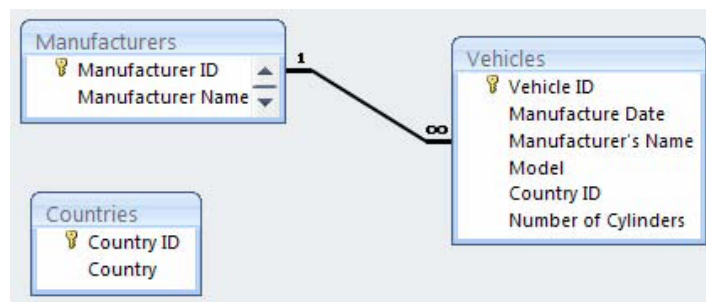 Manufacturers
Manufacturer ID
Manufacturer Name
1
∞
Vehicles
Vehicle ID
Manufacture Date
Manufacturer's Name
Model
Country ID
Number of Cylinders
Countries
Country ID
Country